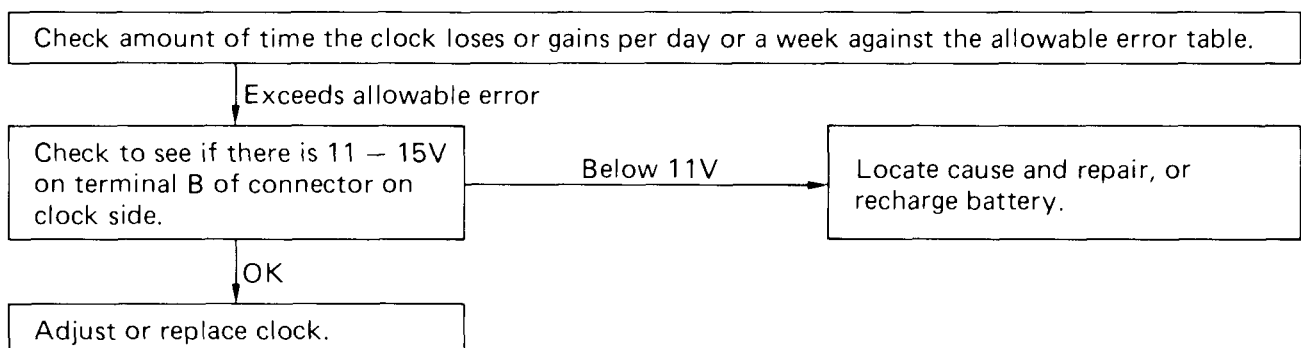 Check amount of time the clock loses or gains per day or a week against the allowable error table.
Exceeds allowable error
Check to see if there is 11 – 15V
on terminal B of connector on
clock side.
Below 11V
Locate cause and repair, or
recharge battery.
OK
Adjust or replace clock.